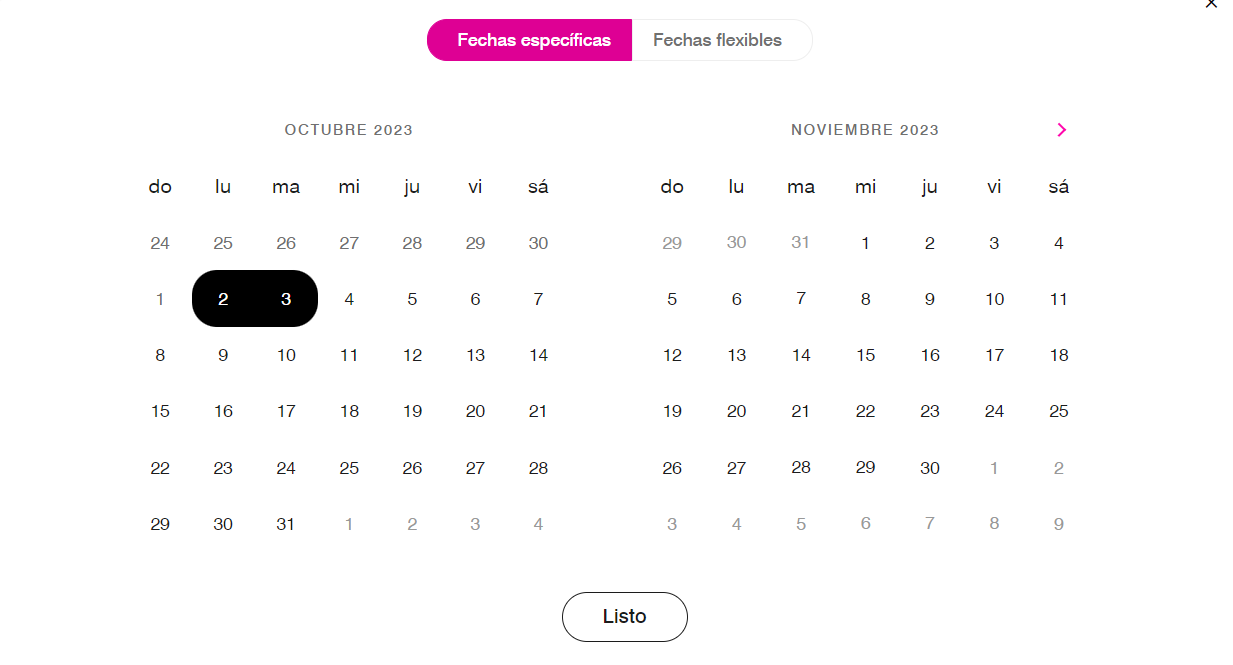 Fechas específicas Fechas flexibles
OCTUBRE 2023
do lu ma mi ju vi sá
24 25 26 27 28 29 30
1 2 3 4 5 6 7
8 9 10 11 12 13 14
15 16 17 18 19 20 21
22 23 24 25 26 27 28
29 30 31 1 2 3 4
NOVIEMBRE 2023
do lu ma mi ju vi sá
29 30 31 1 2 3 4
5 6 7 8 9 10 11
12 13 14 15 16 17 18
19 20 21 22 23 24 25
26 27 28 29 30 1 2
3 4 5 6 7 8 9
Listo